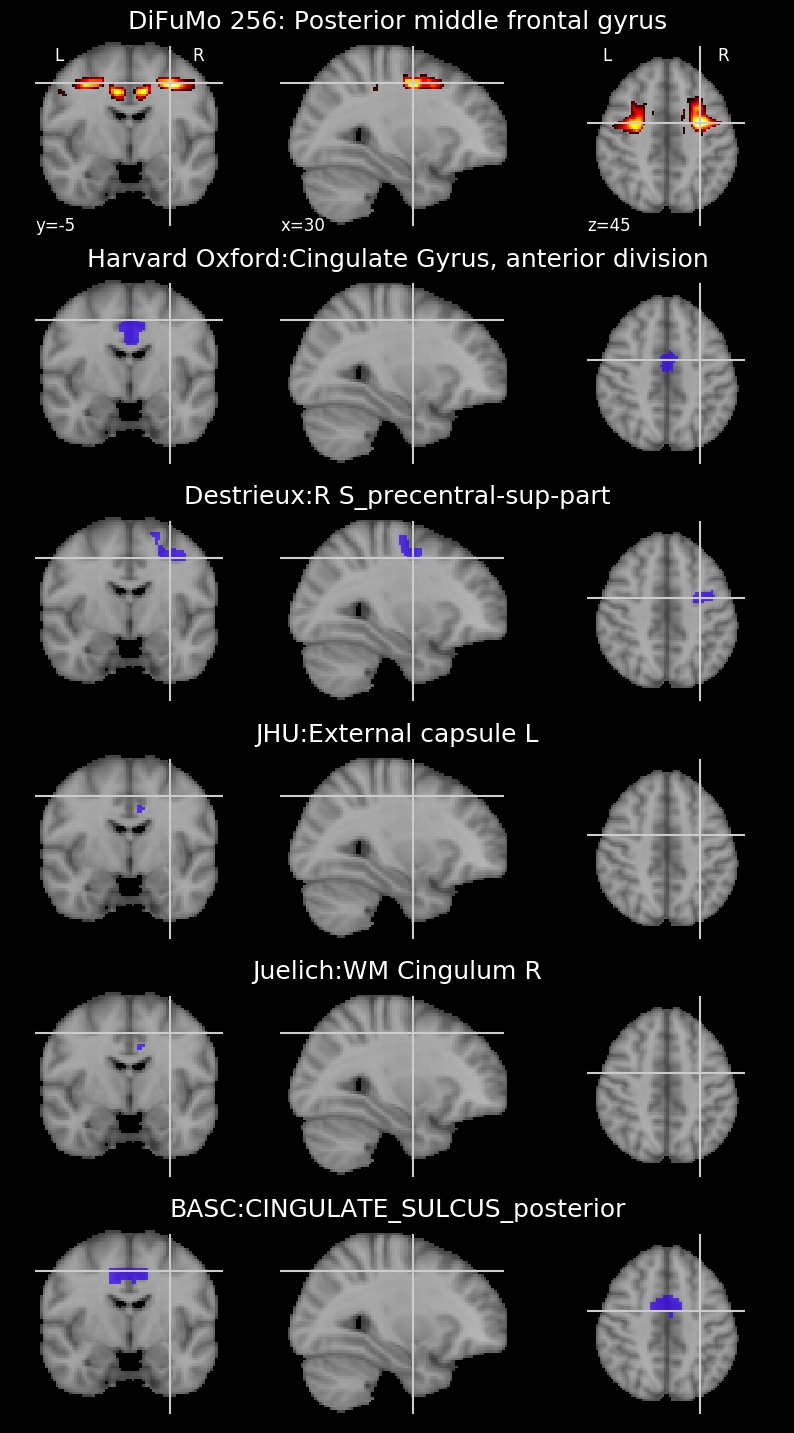 DiFuMo 256: Posterior middle frontal gyrus
L R L R
y=-5 x=30 z=45
Harvard Oxford:Cingulate Gyrus, anterior division
Destrieux:R S_precentral-sup-part
JHU:External capsule L
Juelich:WM Cingulum R
BASC:CINGULATE_SULCUS_posterior